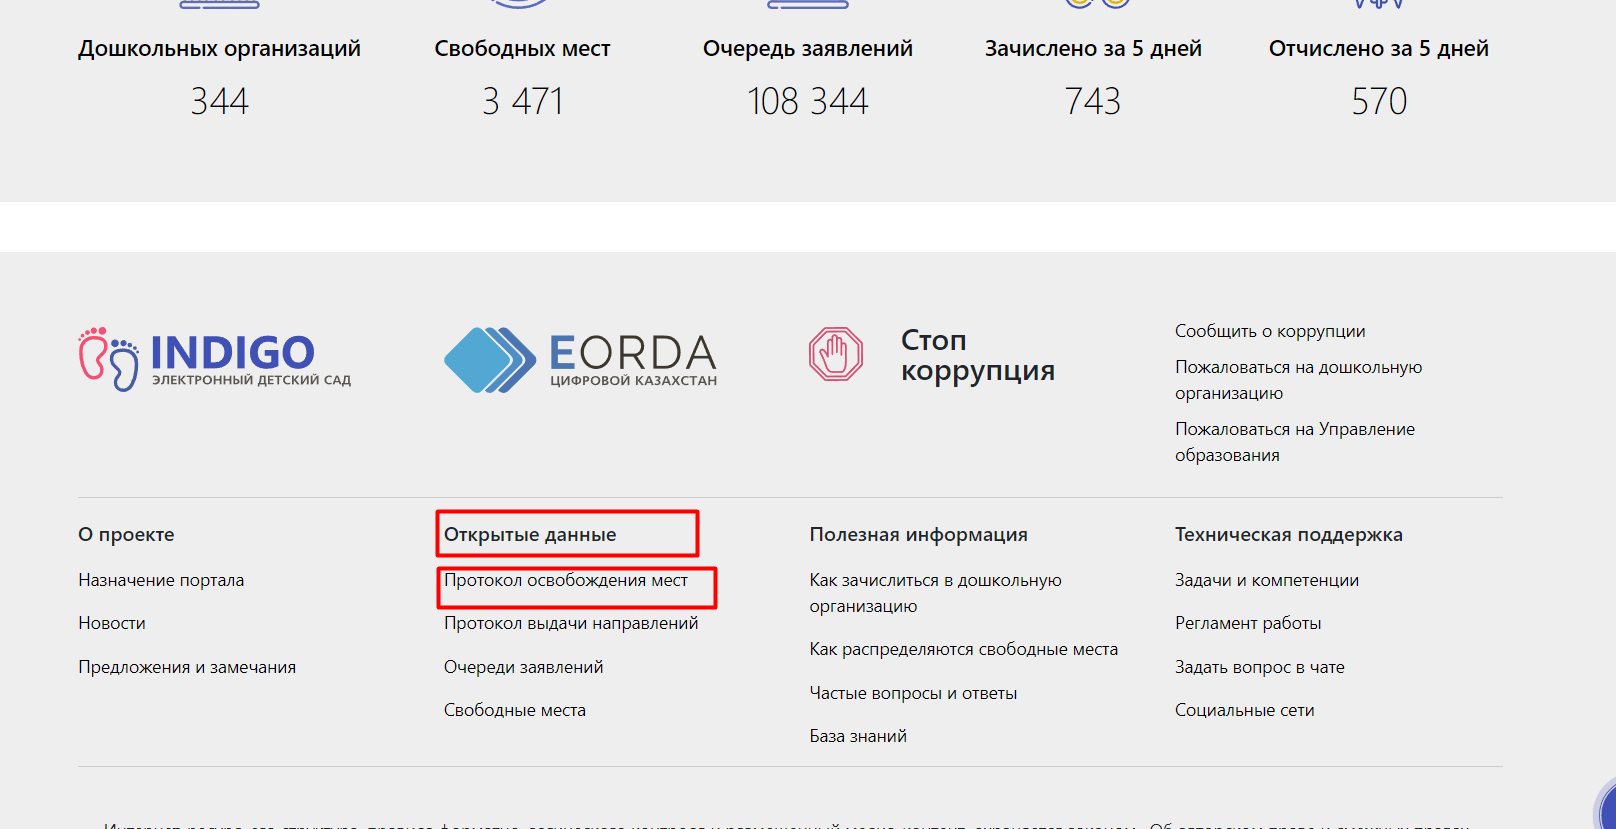 Дошкольных организаций
344
Свободных мест
3 471
Очередь заявлений
108 344
Зачислено за 5 дней
743
Отчислено за 5 дней
570
INDIGO
ЭЛЕКТРОННЫЙ ДЕТСКИЙ САД
EORDA
ЦИФРОВОЙ КАЗАХСТАН
Стоп
коррупция
Сообщить о коррупции
Пожаловаться на дошкольную
организацию
Пожаловаться на Управление
образования
О проекте
Назначение портала
Новости
Предложения и замечания
Открытые данные
Протокол освобождения мест
Протокол выдачи направлений
Очереди заявлений
Свободные места
Полезная информация
Как зачислиться в дошкольную
организацию
Как распределяются свободные места
Частые вопросы и ответы
База знаний
Техническая поддержка
Задачи и компетенции
Регламент работы
Задать вопрос в чате
Социальные сети